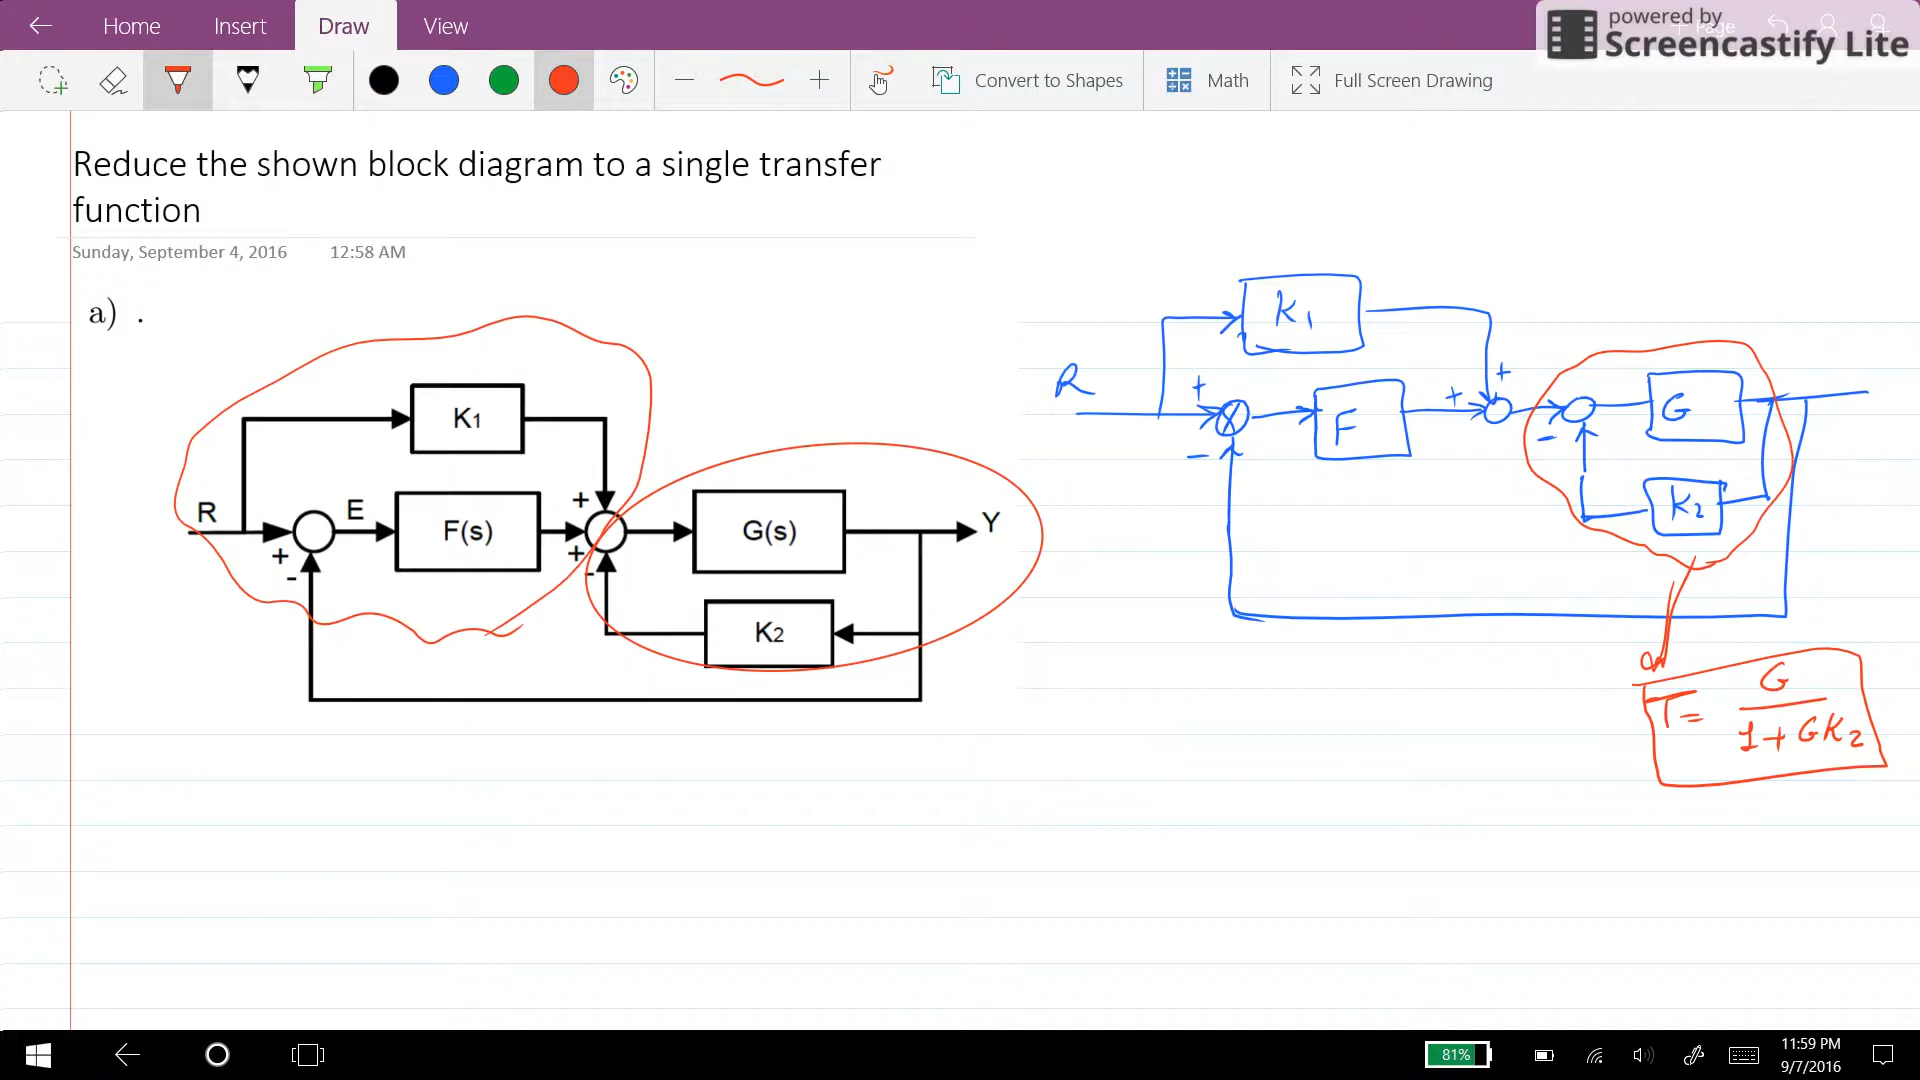 Home Insert Draw View
Page
powered by
Screencastify Lite
Convert to Shapes Math Full Screen Drawing
Reduce the shown block diagram to a single transfer
function
Sunday, September 4, 2016 12:58 AM
a) .
K1
R
E
+
F(s)
+
-
+
-
G(s)
Y
K2
K1
R
+
-
F
+
+
-
G
K2
T = G
1 + GK2
81%
11:59 PM
9/7/2016